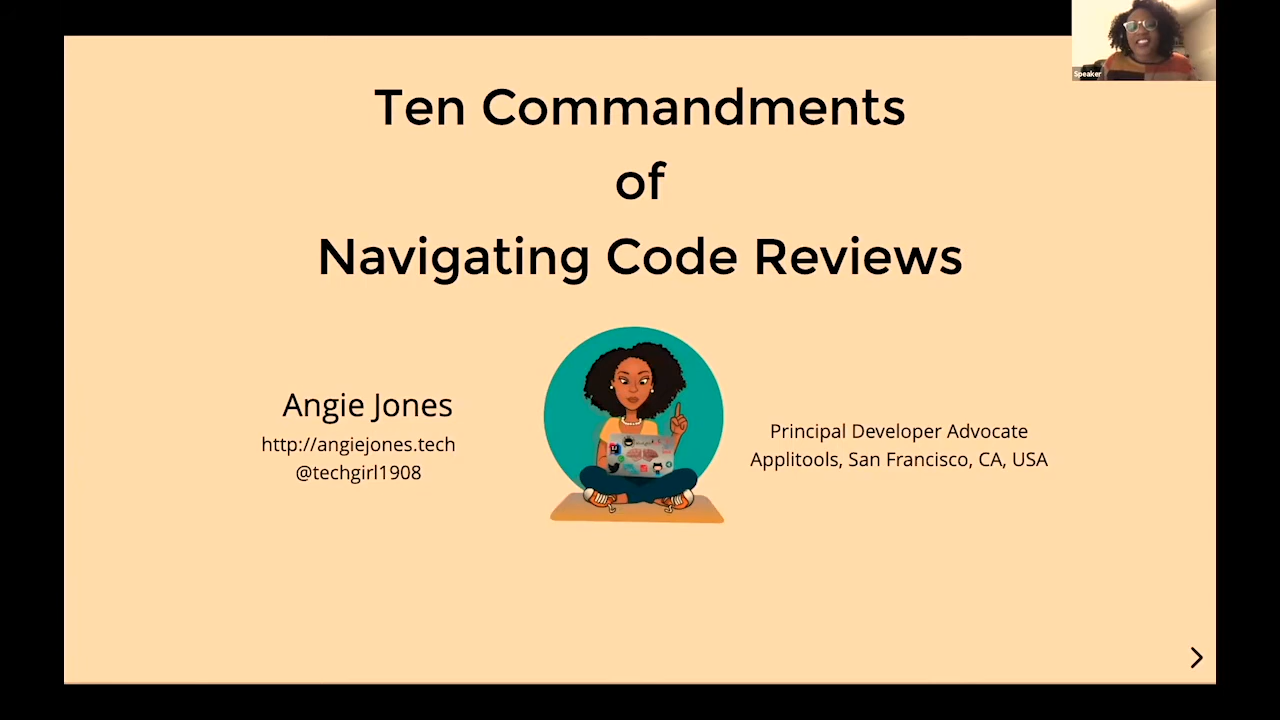 Speaker
Ten Commandments
of
Navigating Code Reviews
Angie Jones
http://angiejones.tech
@techgirl1908
Principal Developer Advocate
Applitools, San Francisco, CA, USA